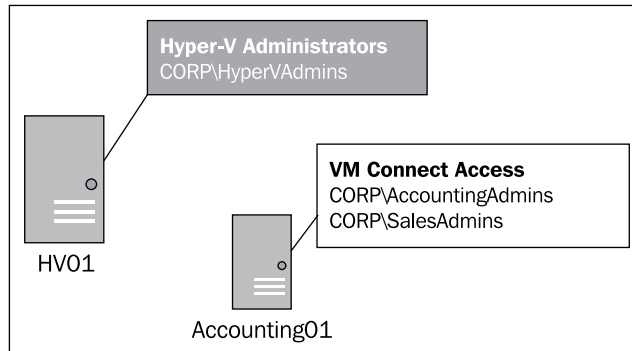 Hyper-V Administrators
CORP\HyperVAdmins
VM Connect Access
CORP\AccountingAdmins
CORP\SalesAdmins
HV01
Accounting01